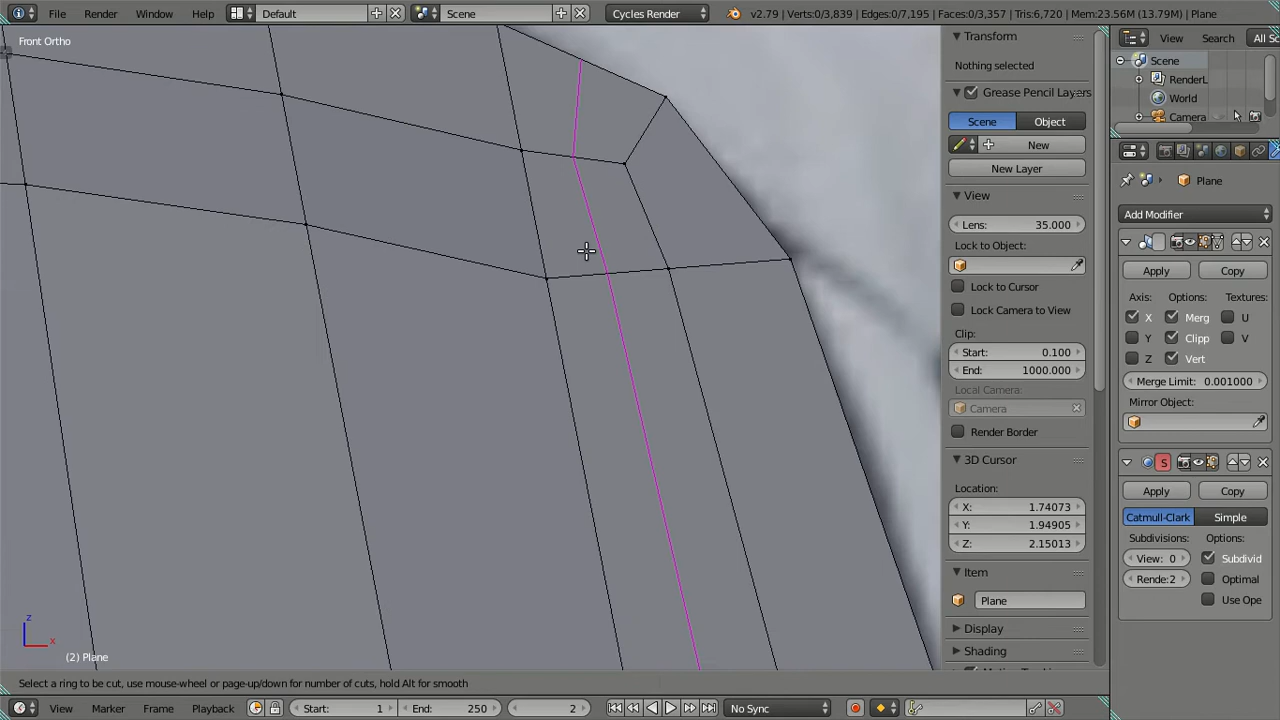 File Render Window Help Default Scene Cycles Render v2.79 | Verts:0/3,839 | Edges:0/7,195 | Faces:0/3,357 | Tris:6,720 | Mem:23.56M (13.79M) | Plane
Front Ortho
(2) Plane
z
x
Transform
Nothing selected
Grease Pencil Layers
Scene Object
New
New Layer
View
Lens: 35.000
Lock to Object:
Lock to Cursor
Lock Camera to View
Clip:
Start: 0.100
End: 1000.000
Local Camera:
Camera
Render Border
3D Cursor
Location:
X: 1.74073
Y: 1.94905
Z: 2.15013
Item
Plane
Display
Shading
View Search All Sc
Scene
RenderL
World
Camera
Plane
Add Modifier
Apply Copy
Axis: Options: Textures:
X Merg U
Y Clipp V
Z Vert
Merge Limit: 0.001000
Mirror Object:
S
Apply Copy
Catmull-Clark Simple
Subdivisions: Options:
View: 0 Subdivid
Rende:2 Optimal
Use Ope
Select a ring to be cut, use mouse-wheel or page-up/down for number of cuts, hold Alt for smooth
View Marker Frame Playback Start: 1 End: 250 2 No Sync